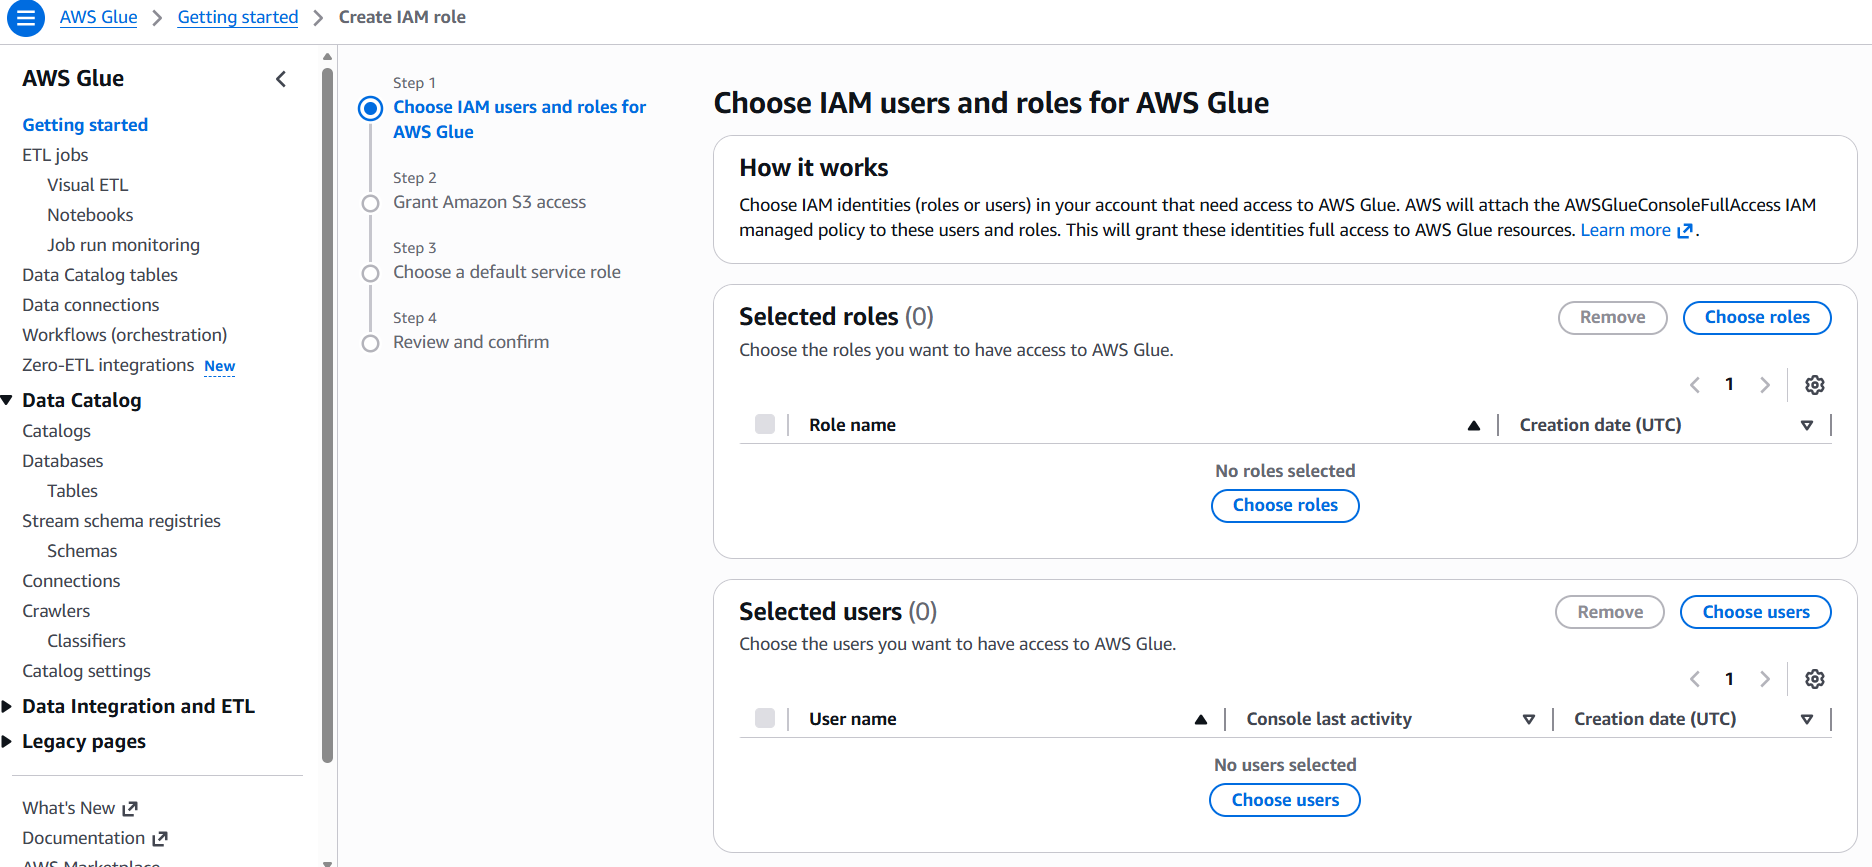 AWS Glue > Getting started > Create IAM role
AWS Glue
Getting started
ETL jobs
Visual ETL
Notebooks
Job run monitoring
Data Catalog tables
Data connections
Workflows (orchestration)
Zero-ETL integrations New
Data Catalog
Catalogs
Databases
Tables
Stream schema registries
Schemas
Connections
Crawlers
Classifiers
Catalog settings
Data Integration and ETL
Legacy pages
What's New
Documentation
AWS Marketplace
Step 1
Choose IAM users and roles for
AWS Glue
Step 2
Grant Amazon S3 access
Step 3
Choose a default service role
Step 4
Review and confirm
Choose IAM users and roles for AWS Glue
How it works
Choose IAM identities (roles or users) in your account that need access to AWS Glue. AWS will attach the AWSGlueConsoleFullAccess IAM
managed policy to these users and roles. This will grant these identities full access to AWS Glue resources. Learn more .
Selected roles (0)
Remove Choose roles
Choose the roles you want to have access to AWS Glue.
1
Role name Creation date (UTC)
No roles selected
Choose roles
Selected users (0)
Remove Choose users
Choose the users you want to have access to AWS Glue.
1
User name Console last activity Creation date (UTC)
No users selected
Choose users